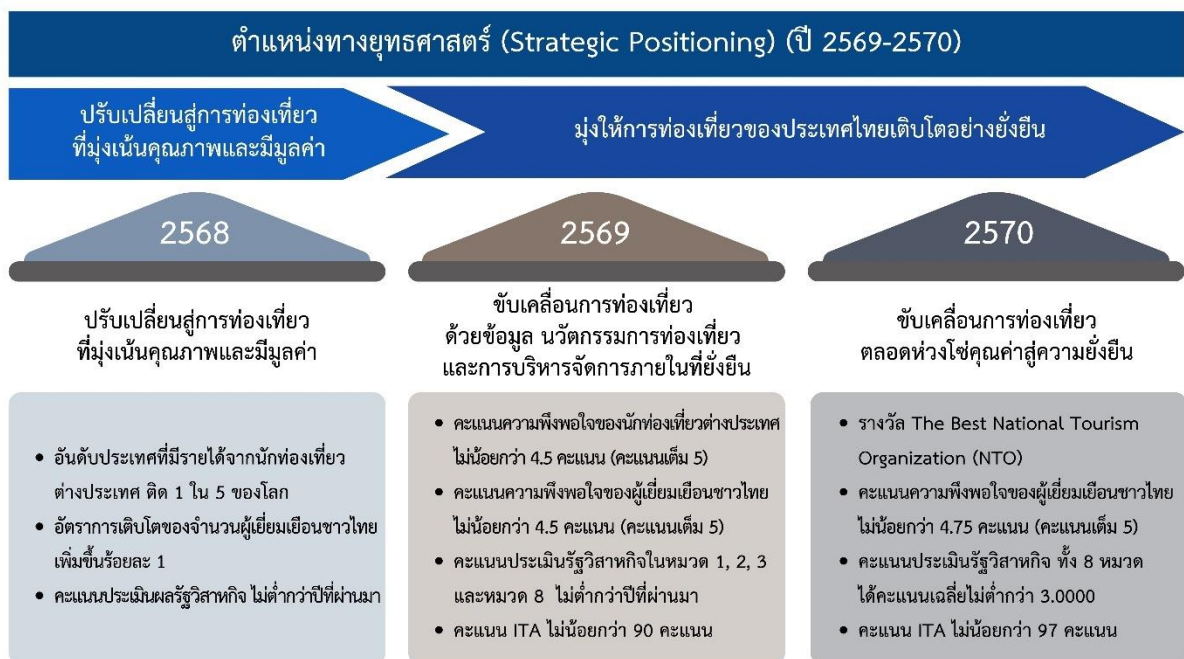 ตำแหน่งทางยุทธศาสตร์ (Strategic Positioning) (ปี 2569-2570)
ปรับเปลี่ยนสู่การท่องเที่ยว
ที่มุ่งเน้นคุณภาพและมีมูลค่า
มุ่งให้การท่องเที่ยวของประเทศไทยเติบโตอย่างยั่งยืน
2568
ปรับเปลี่ยนสู่การท่องเที่ยว
ที่มุ่งเน้นคุณภาพและมีมูลค่า
• อันดับประเทศที่มีรายได้จากนักท่องเที่ยว
ต่างประเทศ ติด 1 ใน 5 ของโลก
• อัตราการเติบโตของจำนวนผู้เยี่ยมเยือนชาวไทย
เพิ่มขึ้นร้อยละ 1
• คะแนนประเมินผลรัฐวิสาหกิจ ไม่ต่ำกว่าปีที่ผ่านมา
2569
ขับเคลื่อนการท่องเที่ยว
ด้วยข้อมูล นวัตกรรมการท่องเที่ยว
และการบริหารจัดการภายในที่ยั่งยืน
• คะแนนความพึงพอใจของนักท่องเที่ยวต่างประเทศ
ไม่น้อยกว่า 4.5 คะแนน (คะแนนเต็ม 5)
• คะแนนความพึงพอใจของผู้เยี่ยมเยือนชาวไทย
ไม่น้อยกว่า 4.5 คะแนน (คะแนนเต็ม 5)
• คะแนนประเมินรัฐวิสาหกิจในหมวด 1, 2, 3
และหมวด 8 ไม่ต่ำกว่าปีที่ผ่านมา
• คะแนน ITA ไม่น้อยกว่า 90 คะแนน
2570
ขับเคลื่อนการท่องเที่ยว
ตลอดห่วงโซ่คุณค่าสู่ความยั่งยืน
• รางวัล The Best National Tourism
Organization (NTO)
• คะแนนความพึงพอใจของผู้เยี่ยมเยือนชาวไทย
ไม่น้อยกว่า 4.75 คะแนน (คะแนนเต็ม 5)
• คะแนนประเมินรัฐวิสาหกิจ ทั้ง 8 หมวด
ได้คะแนนเฉลี่ยไม่ต่ำกว่า 3.0000
• คะแนน ITA ไม่น้อยกว่า 97 คะแนน